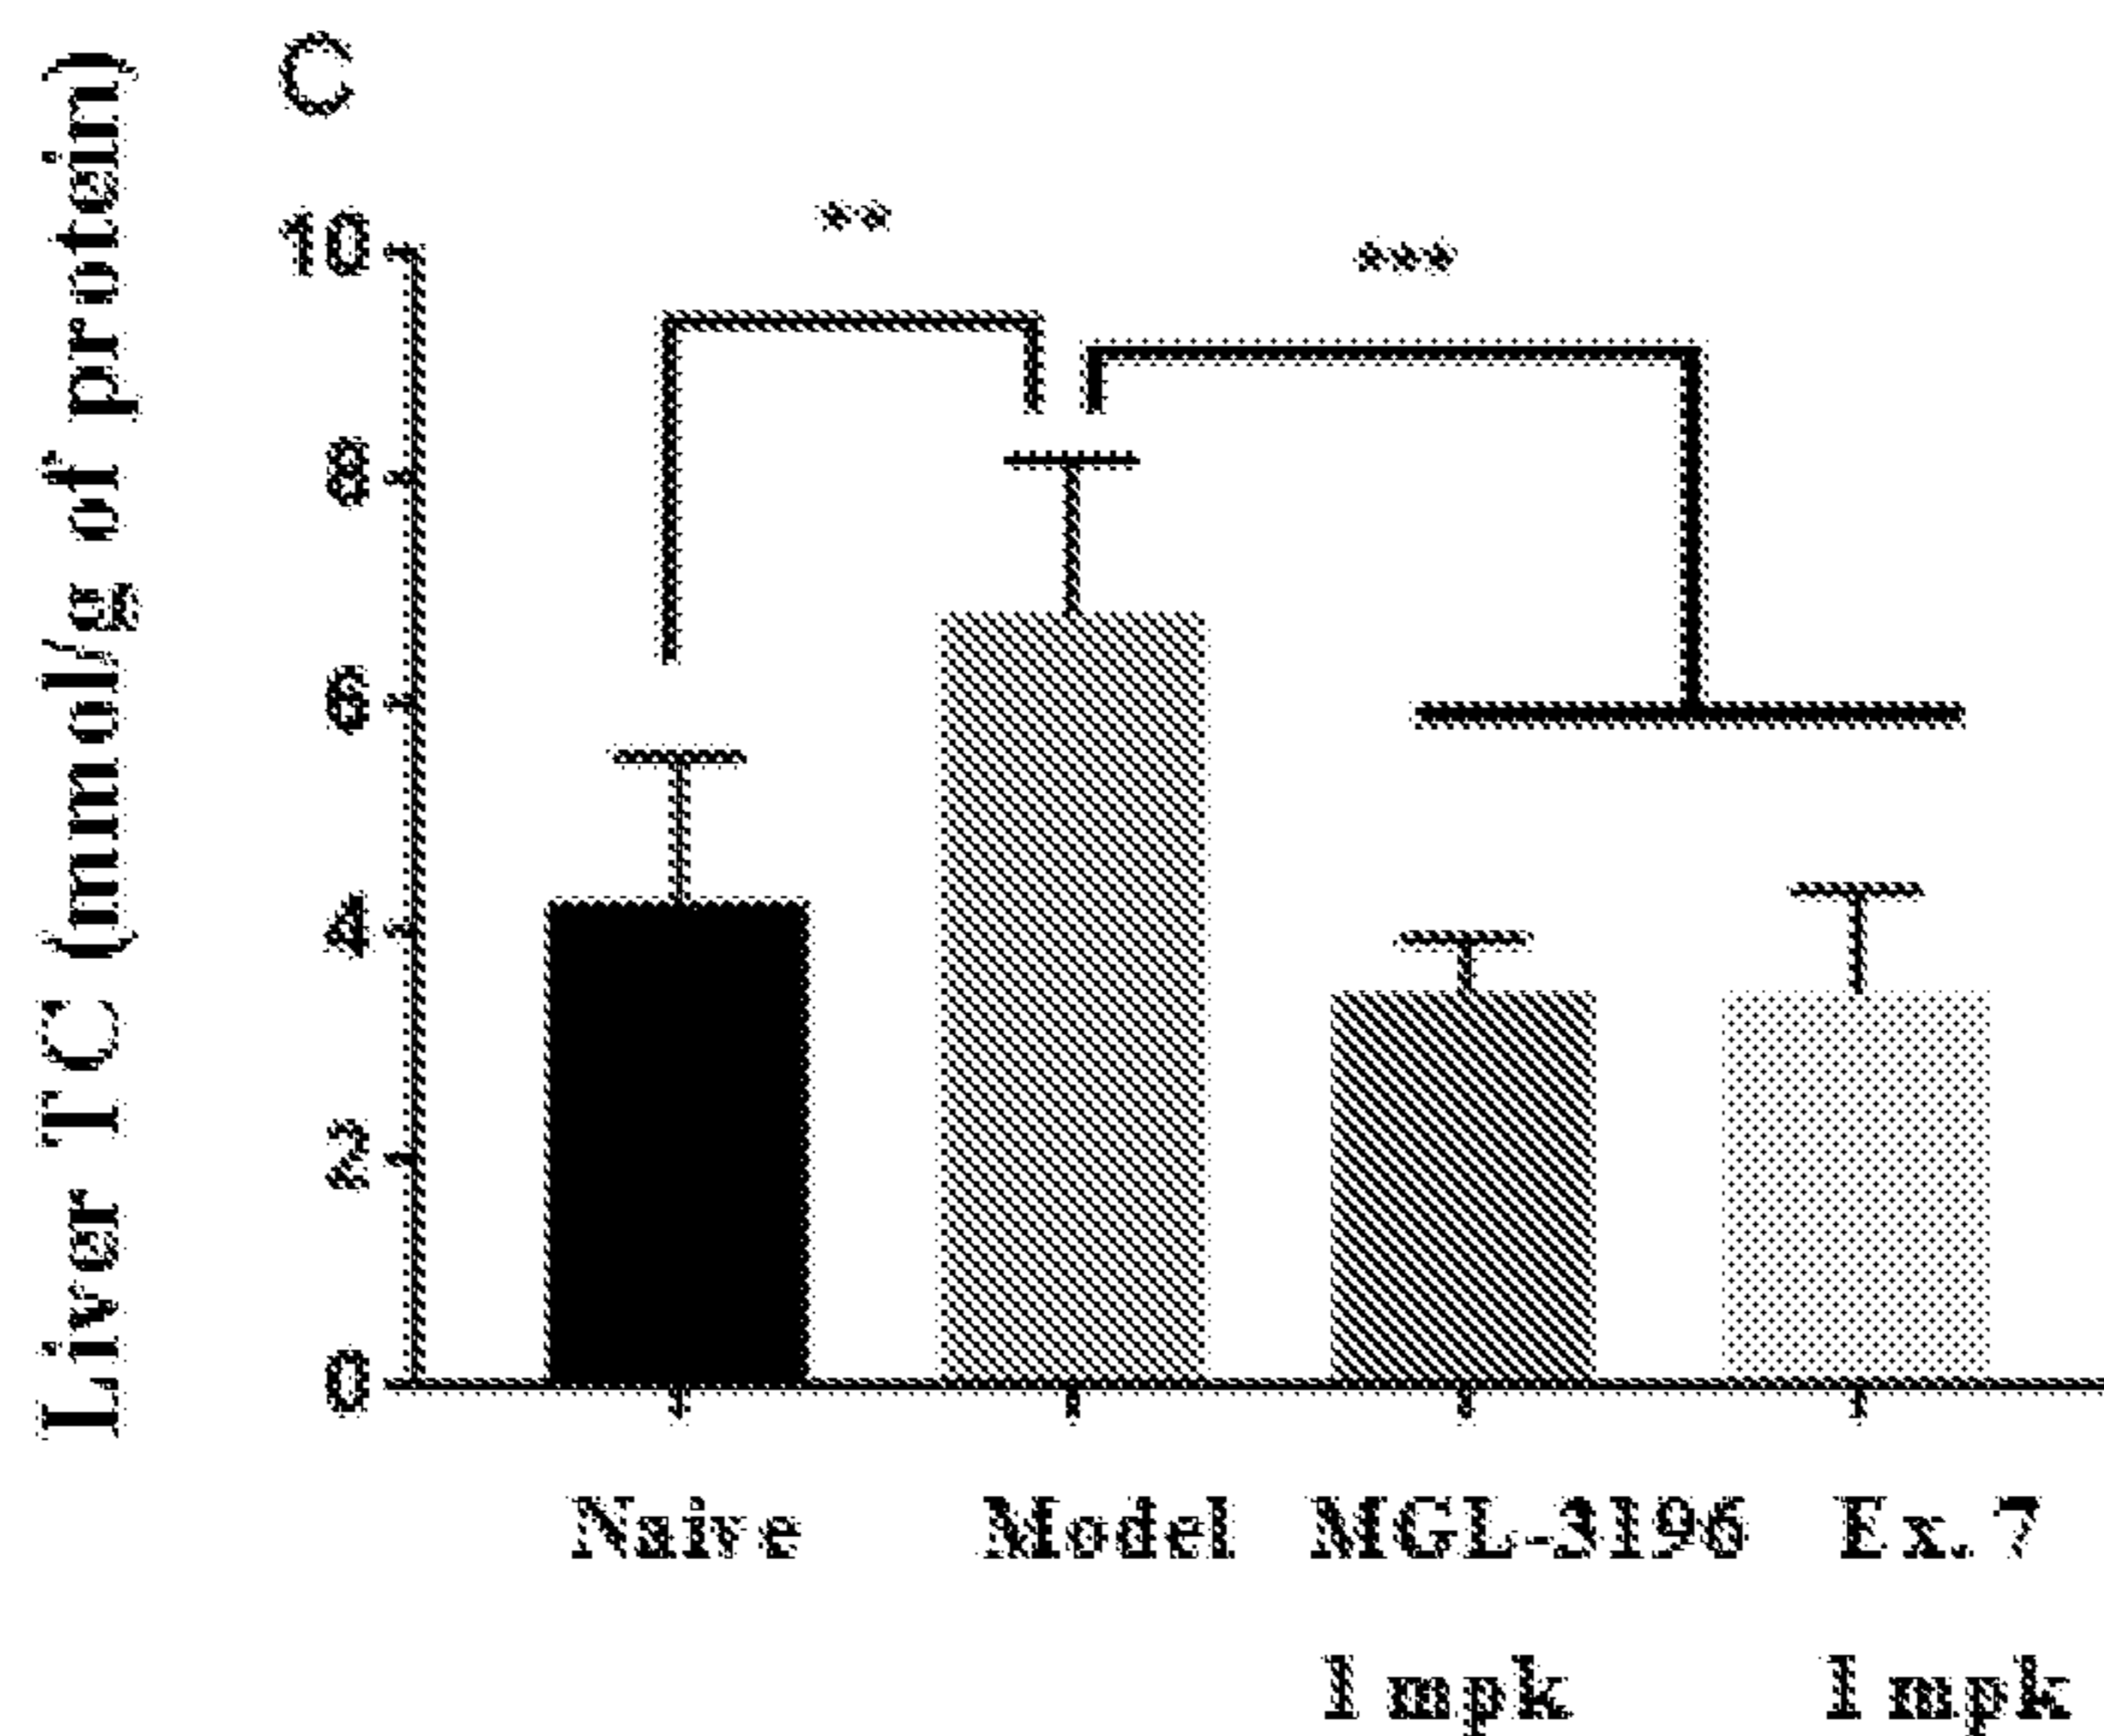 C
Liver TC (mmol/g of protein)
10
8
6
4
2
0
**
***
Naive Model MGL-3196 Ex. 7
1 mpk 1 mpk